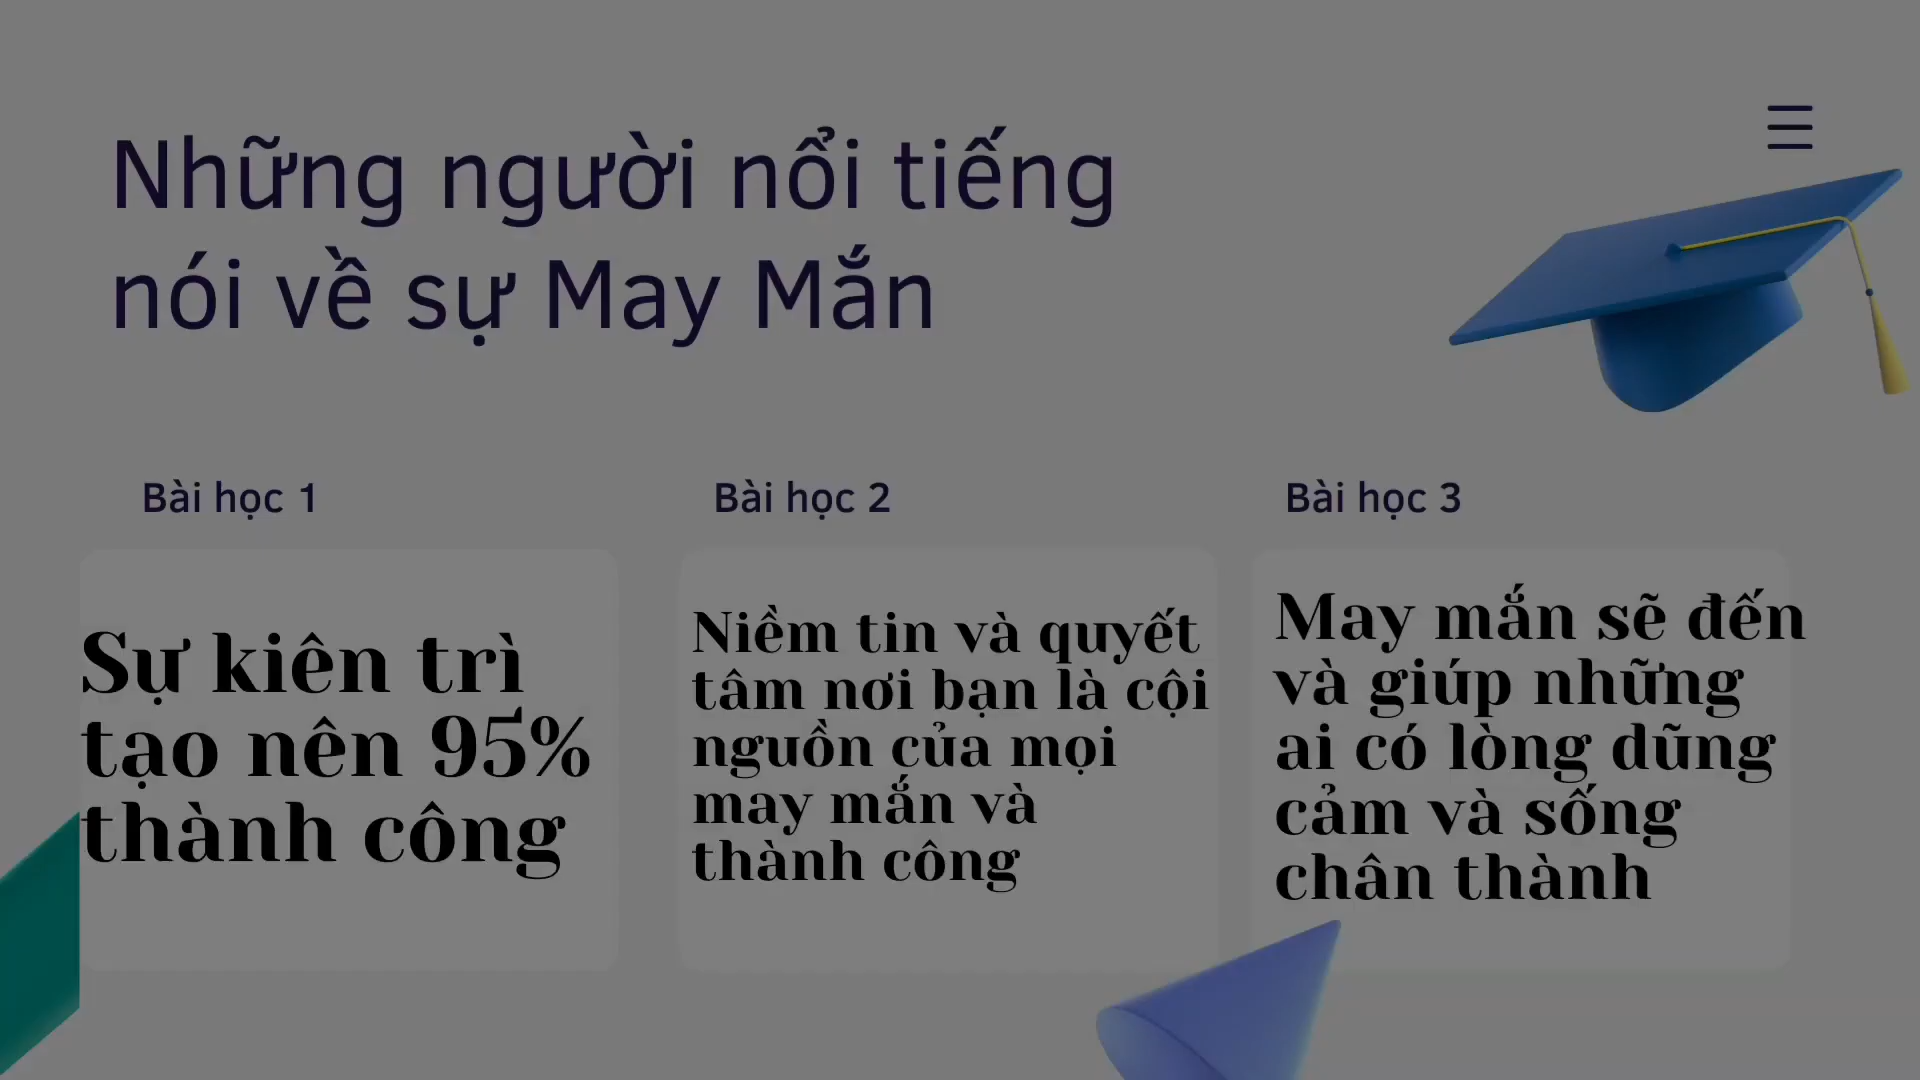 Những người nổi tiếng
nói về sự May Mắn
Bài học 1
Sự kiên trì
tạo nên 95%
thành công
Bài học 2
Niềm tin và quyết
tâm nơi bạn là cội
nguồn của mọi
may mắn và
thành công
Bài học 3
May mắn sẽ đến
và giúp những
ai có lòng dũng
cảm và sống
chân thành